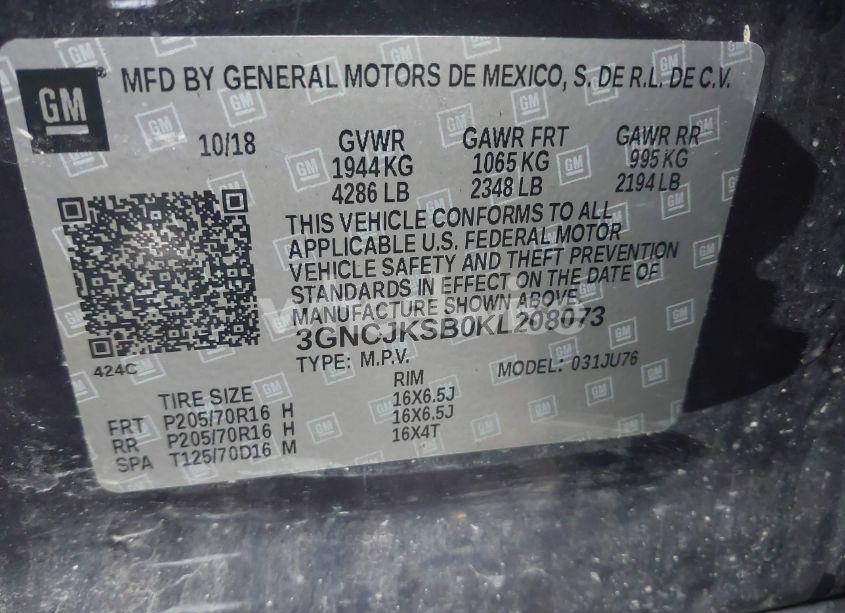 GM
MFD BY GENERAL MOTORS DE MEXICO, S. DE R.L. DE C.V.
10/18
GVWR GAWR FRT GAWR RR
1944 KG 1065 KG 995 KG
4286 LB 2348 LB 2194 LB
THIS VEHICLE CONFORMS TO ALL
APPLICABLE U.S. FEDERAL MOTOR
VEHICLE SAFETY AND THEFT PREVENTION
STANDARDS IN EFFECT ON THE DATE OF
MANUFACTURE SHOWN ABOVE
3GNCJKSB0KL208073
TYPE: M.P.V. MODEL: 031JU76
424C
TIRE SIZE RIM
FRT P205/70R16 H 16X6.5J
RR P205/70R16 H 16X6.5J
SPA T125/70D16 M 16X4T